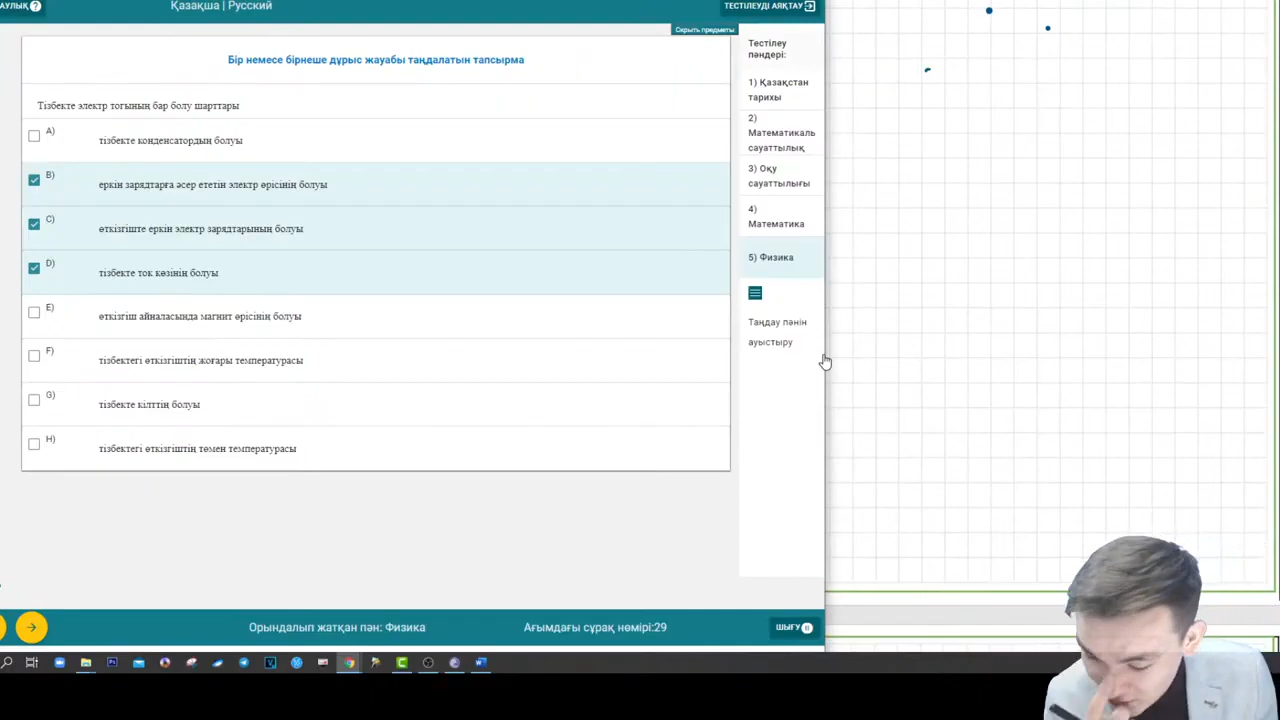 АУЛЫҚ ?
Қазақша | Русский
ТЕСТІЛЕУДІ АЯҚТАУ
Скрыть предметы
Бір немесе бірнеше дұрыс жауабы таңдалатын тапсырма
Тізбекте электр тогының бар болу шарттары
A) тізбекте конденсатордың болуы
B) еркін зарядтарға әсер ететін электр өрісінің болуы
C) өткізгіште еркін электр зарядтарының болуы
D) тізбекте ток көзінің болуы
E) өткізгіш айналасында магнит өрісінің болуы
F) тізбектегі өткізгіштің жоғары температурасы
G) тізбекте кілттің болуы
H) тізбектегі өткізгіштің төмен температурасы
Тестілеу
пәндері:
1) Қазақстан
тарихы
2)
Математикалы
сауаттылық
3) Оқу
сауаттылығы
4)
Математика
5) Физика
Таңдау пәнін
ауыстыру
Орындалып жатқан пән: Физика
Ағымдағы сұрақ нөмірі:29
ШЫҒУ